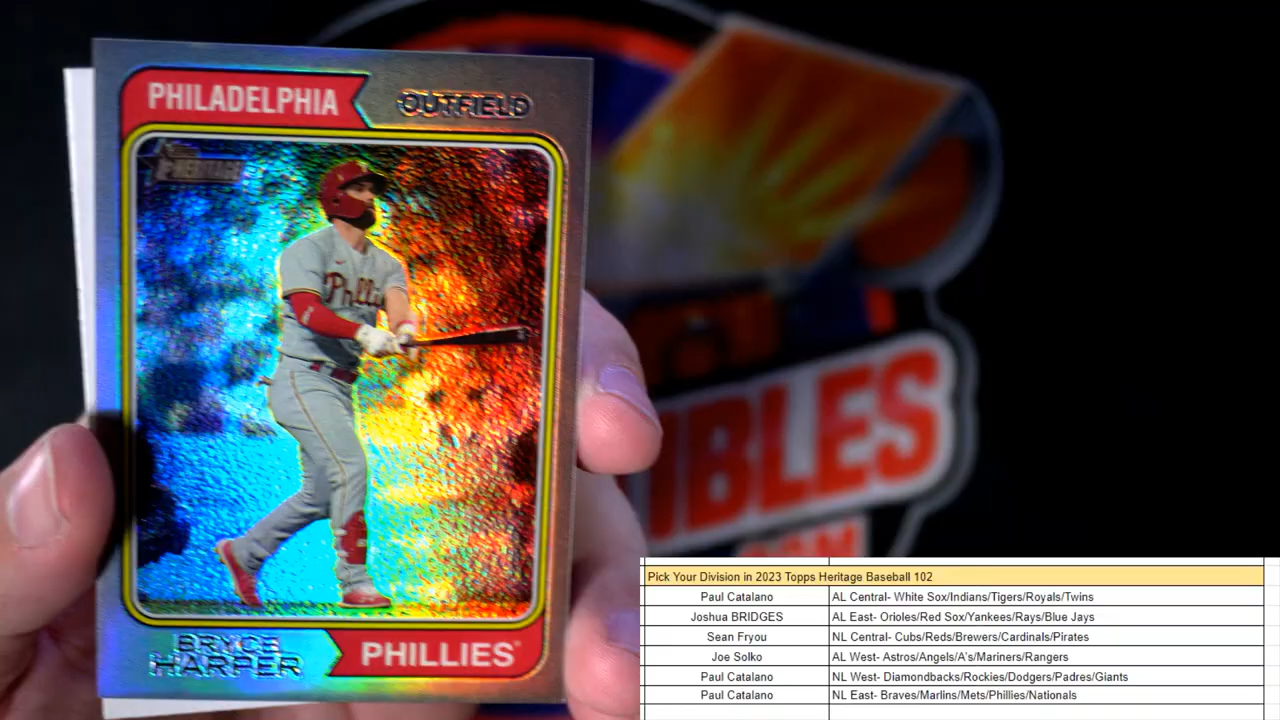 PHILADELPHIA
OUTFIELD
HERITAGE
Phillies
BRYCE
HARPER
PHILLIES
IBLES
.COM
Pick Your Division in 2023 Topps Heritage Baseball 102
Paul Catalano AL Central- White Sox/Indians/Tigers/Royals/Twins
Joshua BRIDGES AL East- Orioles/Red Sox/Yankees/Rays/Blue Jays
Sean Fryou NL Central- Cubs/Reds/Brewers/Cardinals/Pirates
Joe Solko AL West- Astros/Angels/A's/Mariners/Rangers
Paul Catalano NL West- Diamondbacks/Rockies/Dodgers/Padres/Giants
Paul Catalano NL East- Braves/Marlins/Mets/Phillies/Nationals